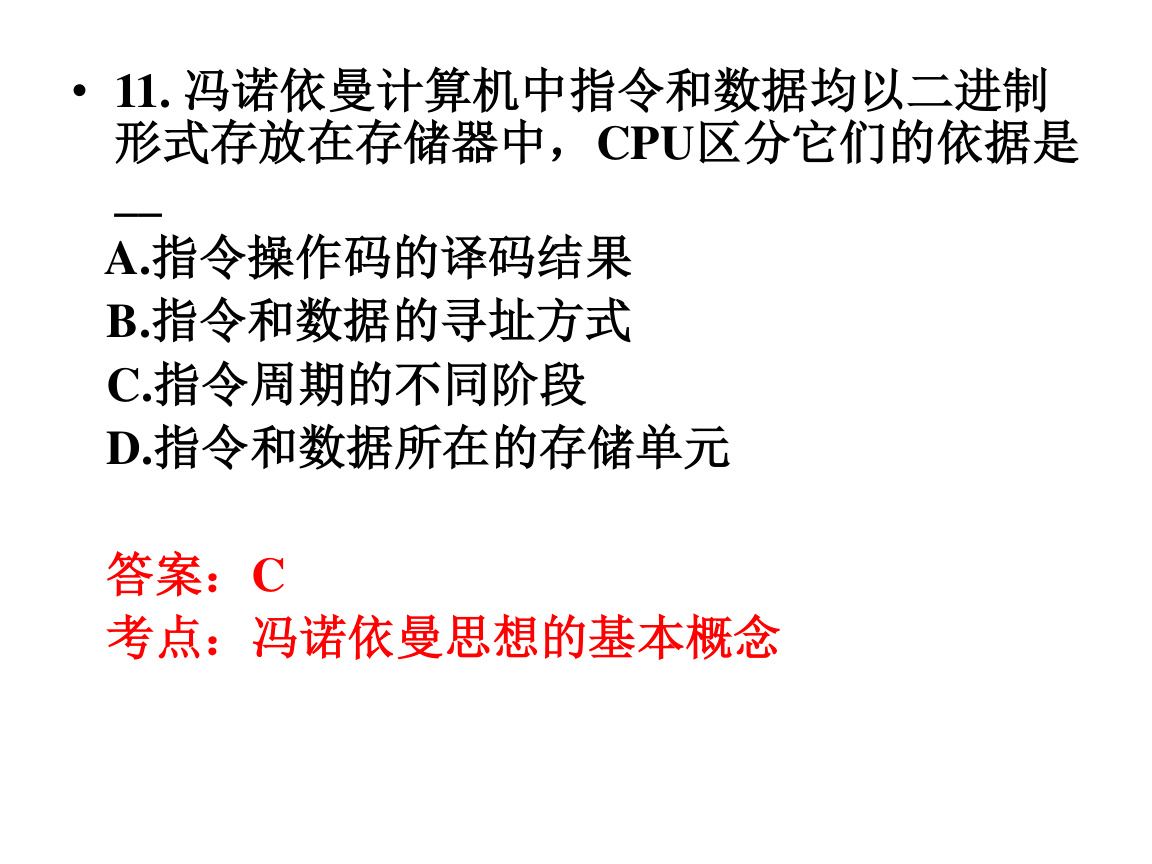 • 11. 冯诺依曼计算机中指令和数据均以二进制
形式存放在存储器中，CPU区分它们的依据是
__
A.指令操作码的译码结果
B.指令和数据的寻址方式
C.指令周期的不同阶段
D.指令和数据所在的存储单元
答案：C
考点：冯诺依曼思想的基本概念